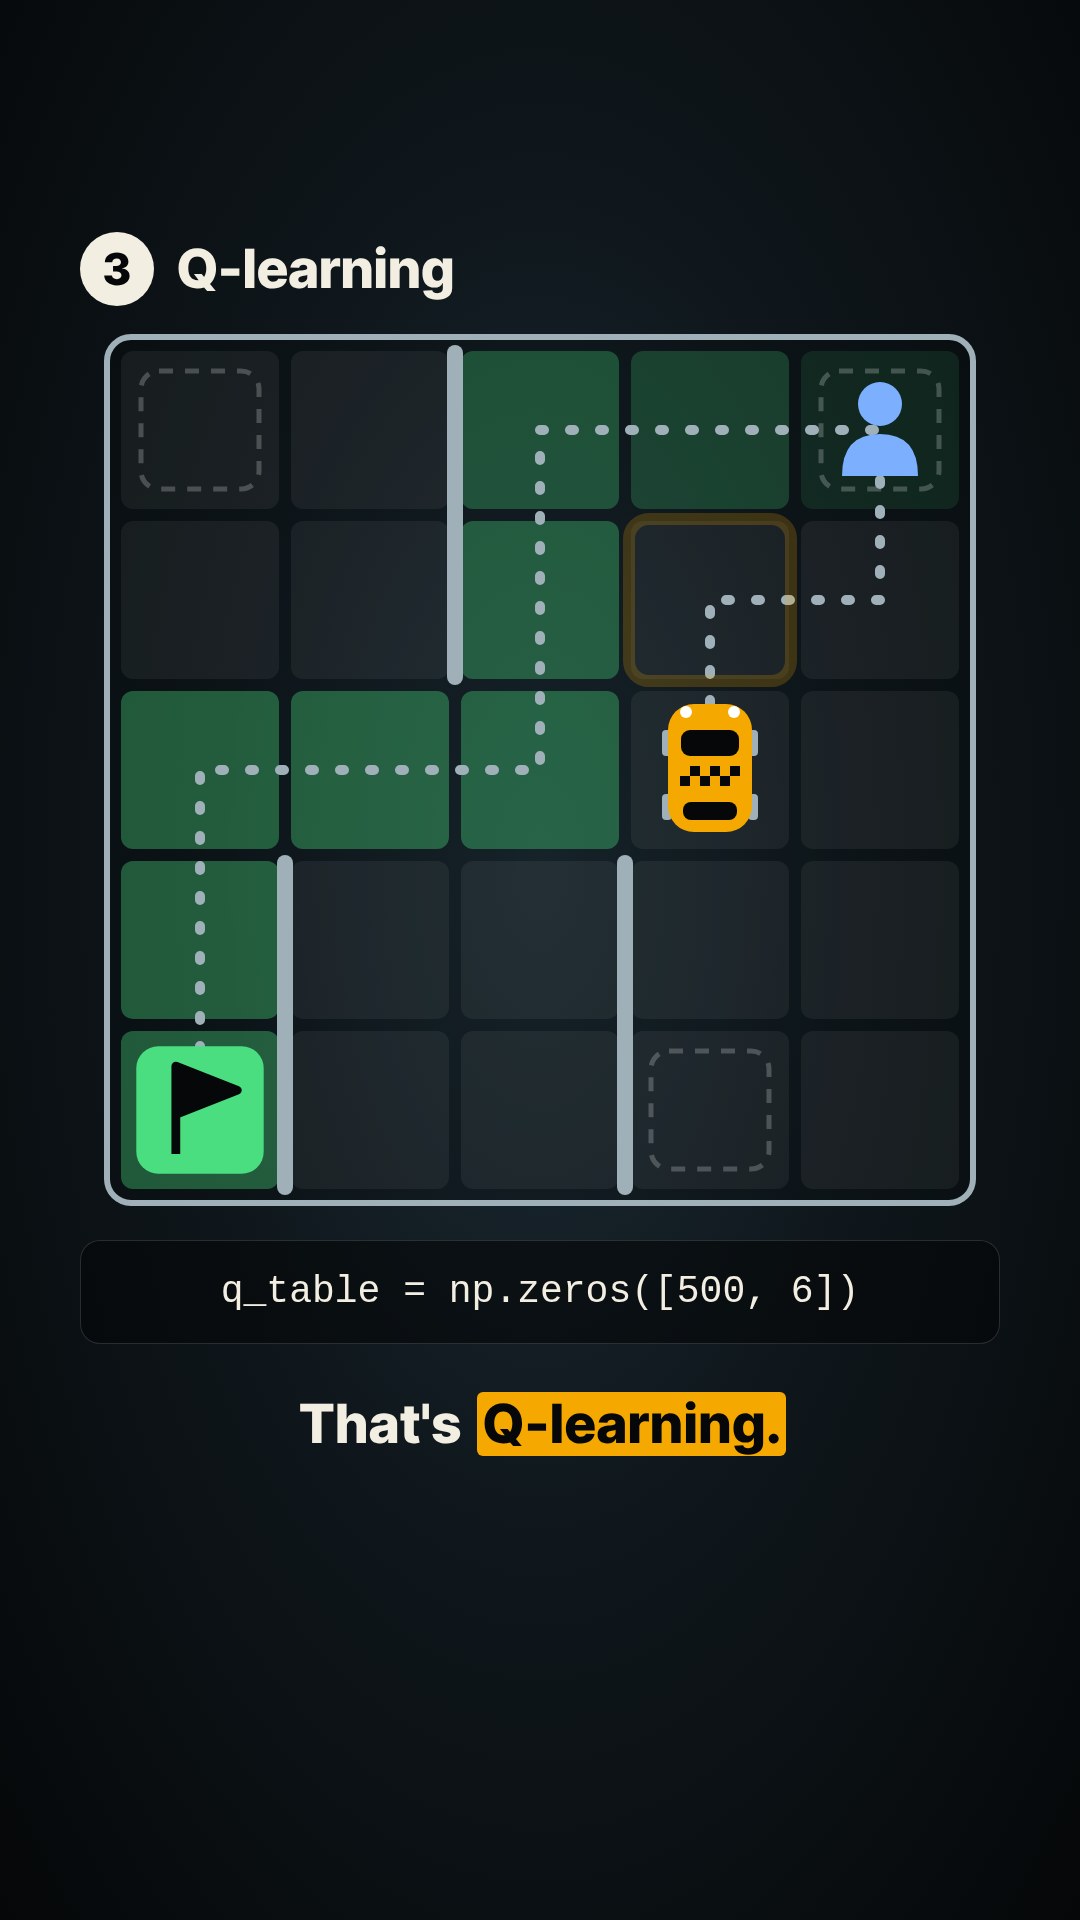 3 Q-learning
q_table = np.zeros([500, 6])
That's Q-learning.